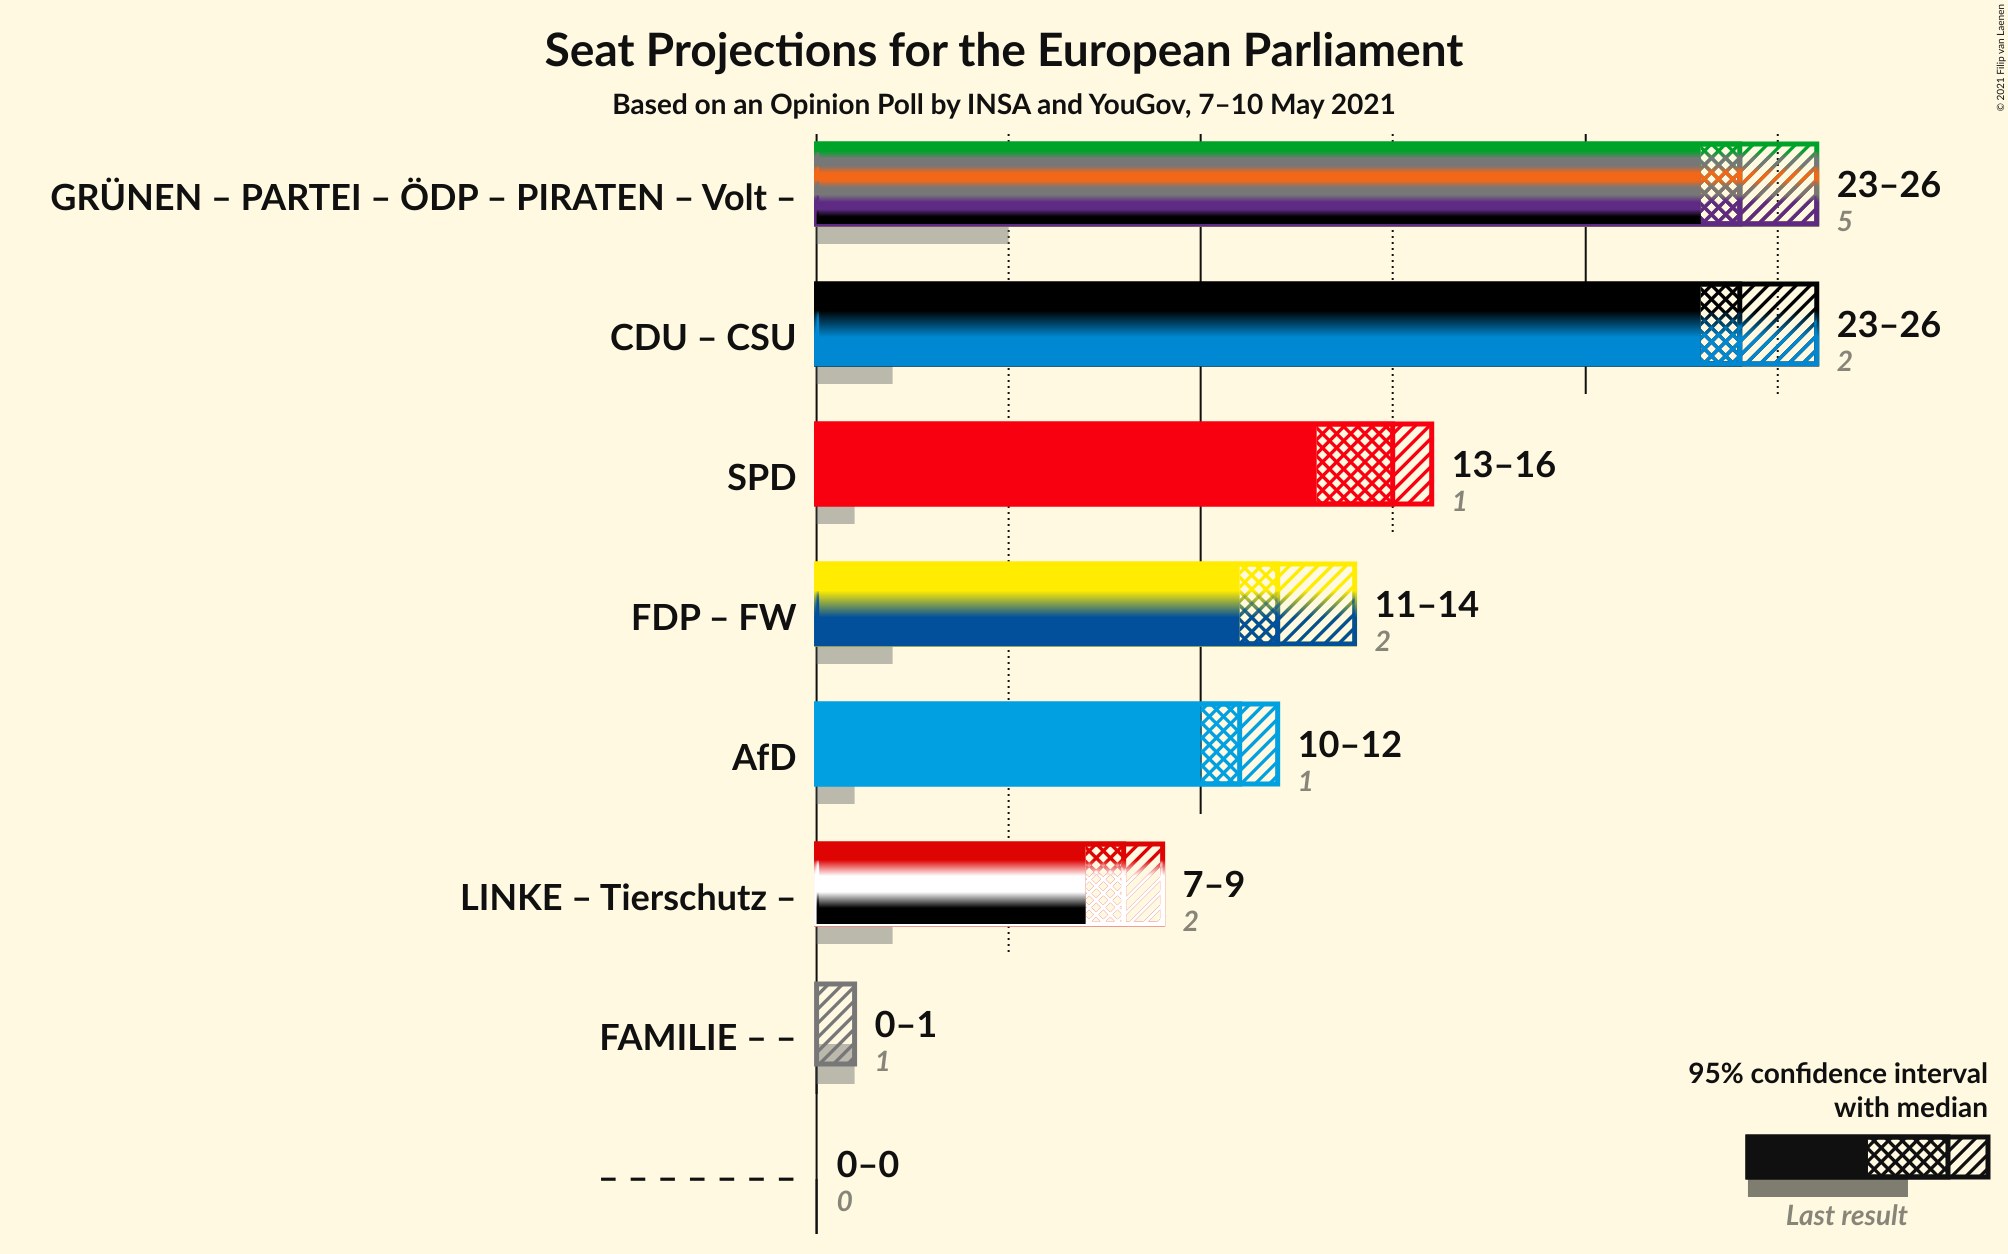 Seat Projections for the European Parliament
Based on an Opinion Poll by INSA and YouGov, 7–10 May 2021
© 2021 Filip van Laenen
GRÜNEN – PARTEI – ÖDP – PIRATEN – Volt –
23–26
5
CDU – CSU
23–26
2
SPD
13–16
1
FDP – FW
11–14
2
AfD
10–12
1
LINKE – Tierschutz –
7–9
2
FAMILIE – –
0–1
1
– – – – – – –
0–0
0
95% confidence interval
with median
Last result